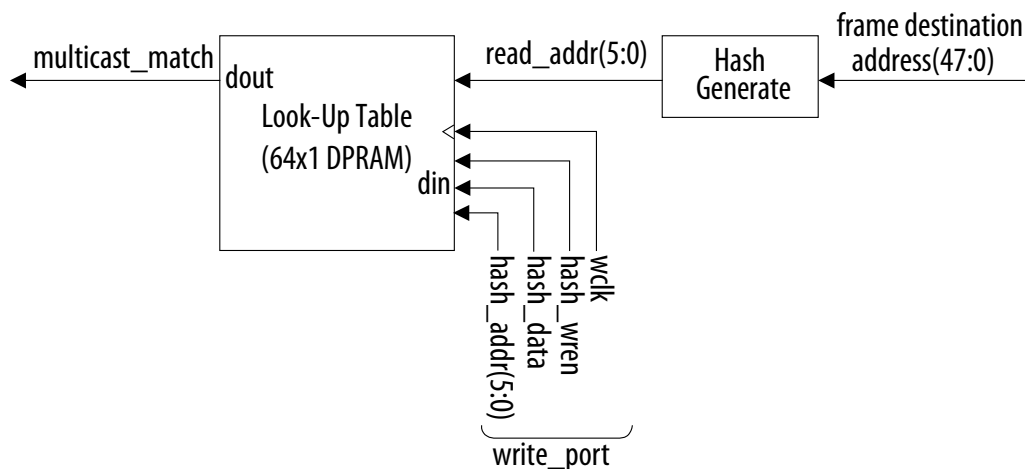 multicast_match
dout
Look-Up Table
(64x1 DPRAM)
din
read_addr(5:0)
Hash
Generate
frame destination
address(47:0)
hash_addr(5:0)
hash_data
hash_wren
wclk
write_port